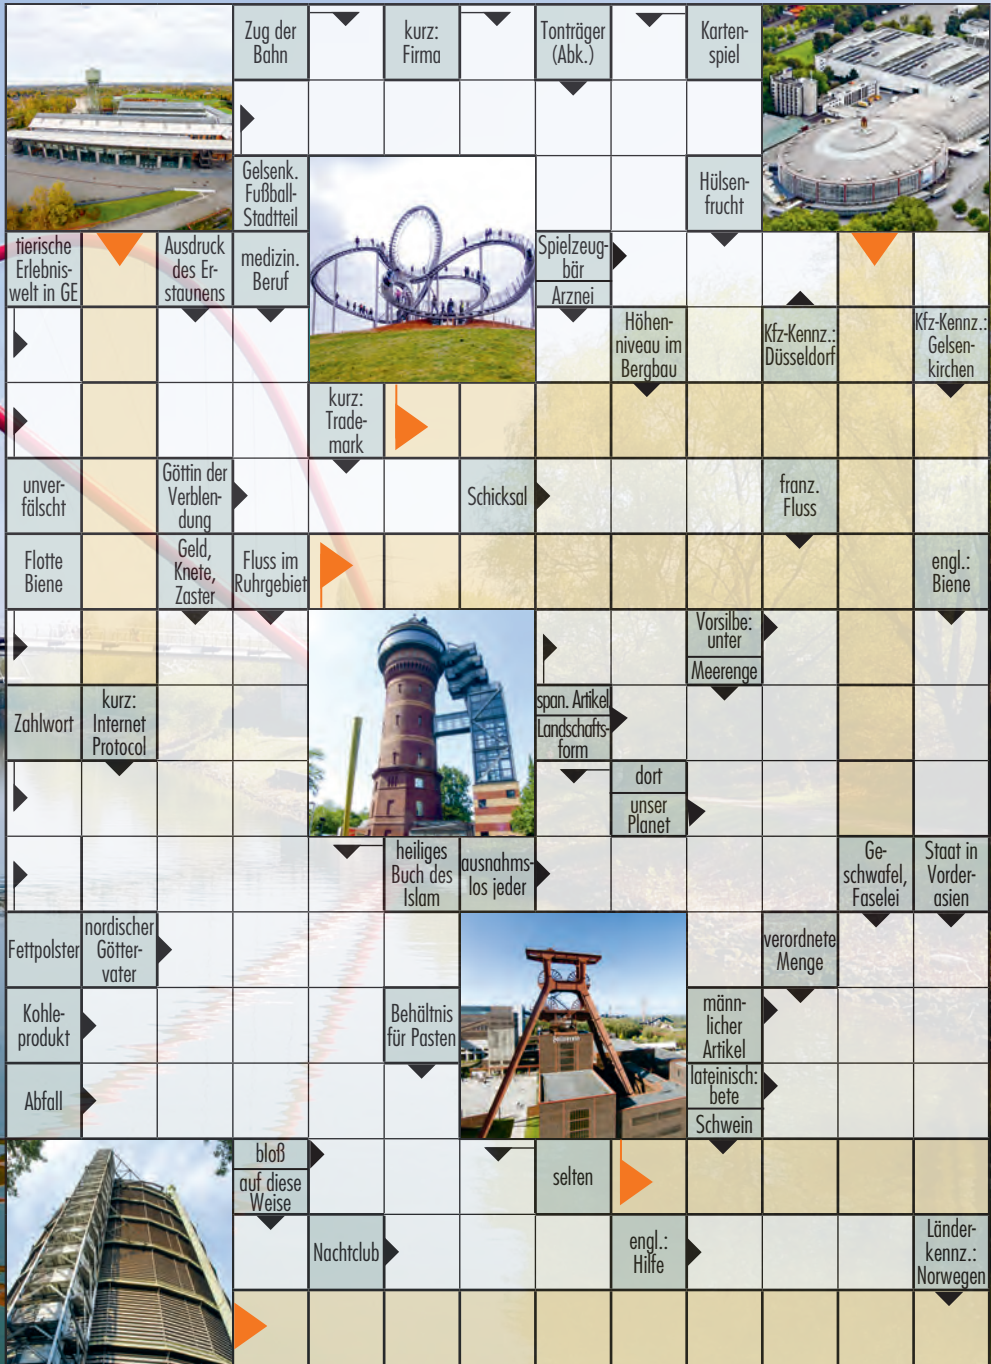 Zug der
Bahn
kurz:
Firma
Tonträger
(Abk.)
Karten-
spiel
Gelsenk.
Fußball-
Stadtteil
Hülsen-
frucht
tierische
Erlebnis-
welt in GE
Ausdruck
des Er-
staunens
medizin.
Beruf
Spielzeug-
bär
Arznei
Höhen-
niveau im
Bergbau
Kfz-Kennz.:
Düsseldorf
Kfz-Kennz.:
Gelsen-
kirchen
kurz:
Trade-
mark
unver-
fälscht
Göttin der
Verblen-
dung
Schicksal
franz.
Fluss
Flotte
Biene
Geld,
Knete,
Zaster
Fluss im
Ruhrgebiet
engl.:
Biene
Vorsilbe:
unter
Meerenge
Zahlwort
kurz:
Internet
Protocol
span. Artikel
Landschafts-
form
dort
unser
Planet
heiliges
Buch des
Islam
ausnahms-
los jeder
Ge-
schwafel,
Faselei
Staat in
Vorder-
asien
Fettpolster
nordischer
Götter-
vater
verordnete
Menge
Kohle-
produkt
Behältnis
für Pasten
männ-
licher
Artikel
Abfall
lateinisch:
bete
Schwein
bloß
auf diese
Weise
selten
Nachtclub
engl.:
Hilfe
Länder-
kennz.:
Norwegen